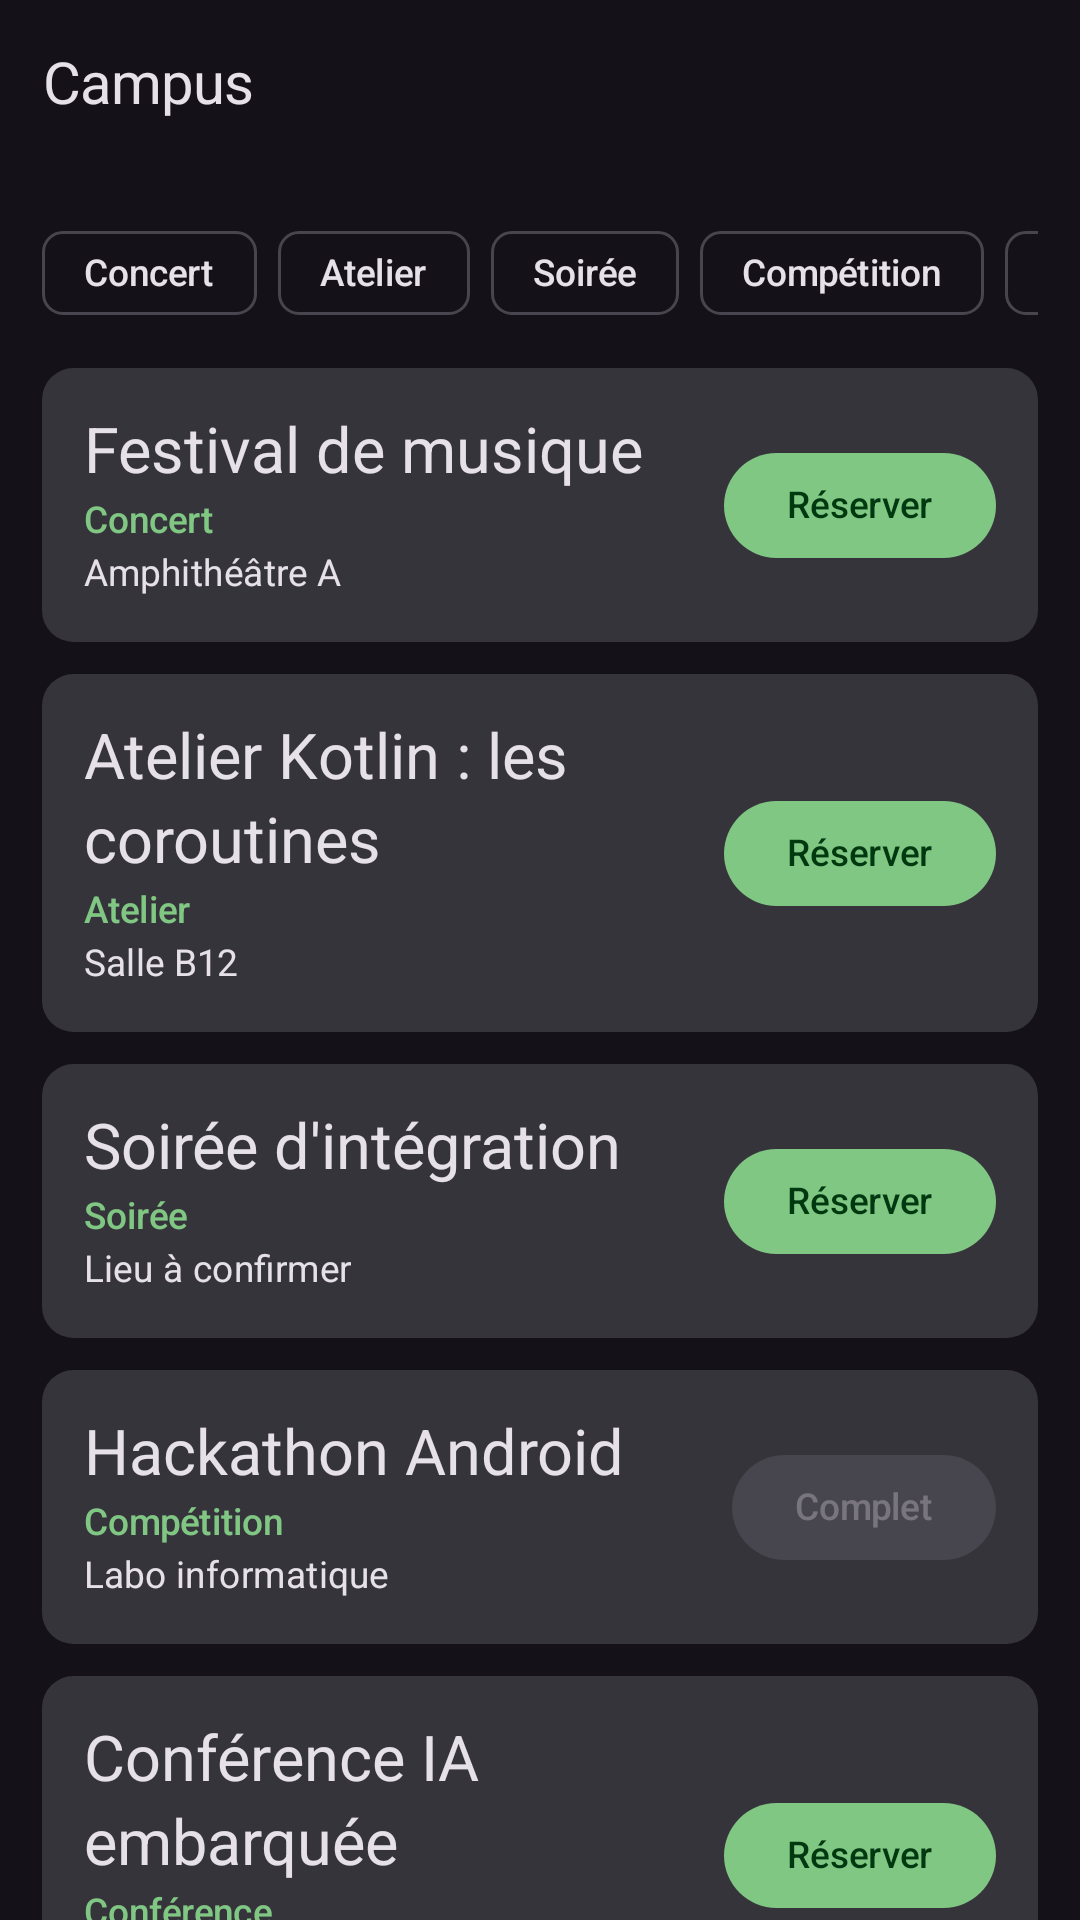 Campus
Concert
Atelier
Soirée
Compétition
Festival de musique
Concert
Amphithéâtre A
Réserver
Atelier Kotlin : les
coroutines
Atelier
Salle B12
Réserver
Soirée d'intégration
Soirée
Lieu à confirmer
Réserver
Hackathon Android
Compétition
Labo informatique
Complet
Conférence IA
embarquée
Conférence
Réserver